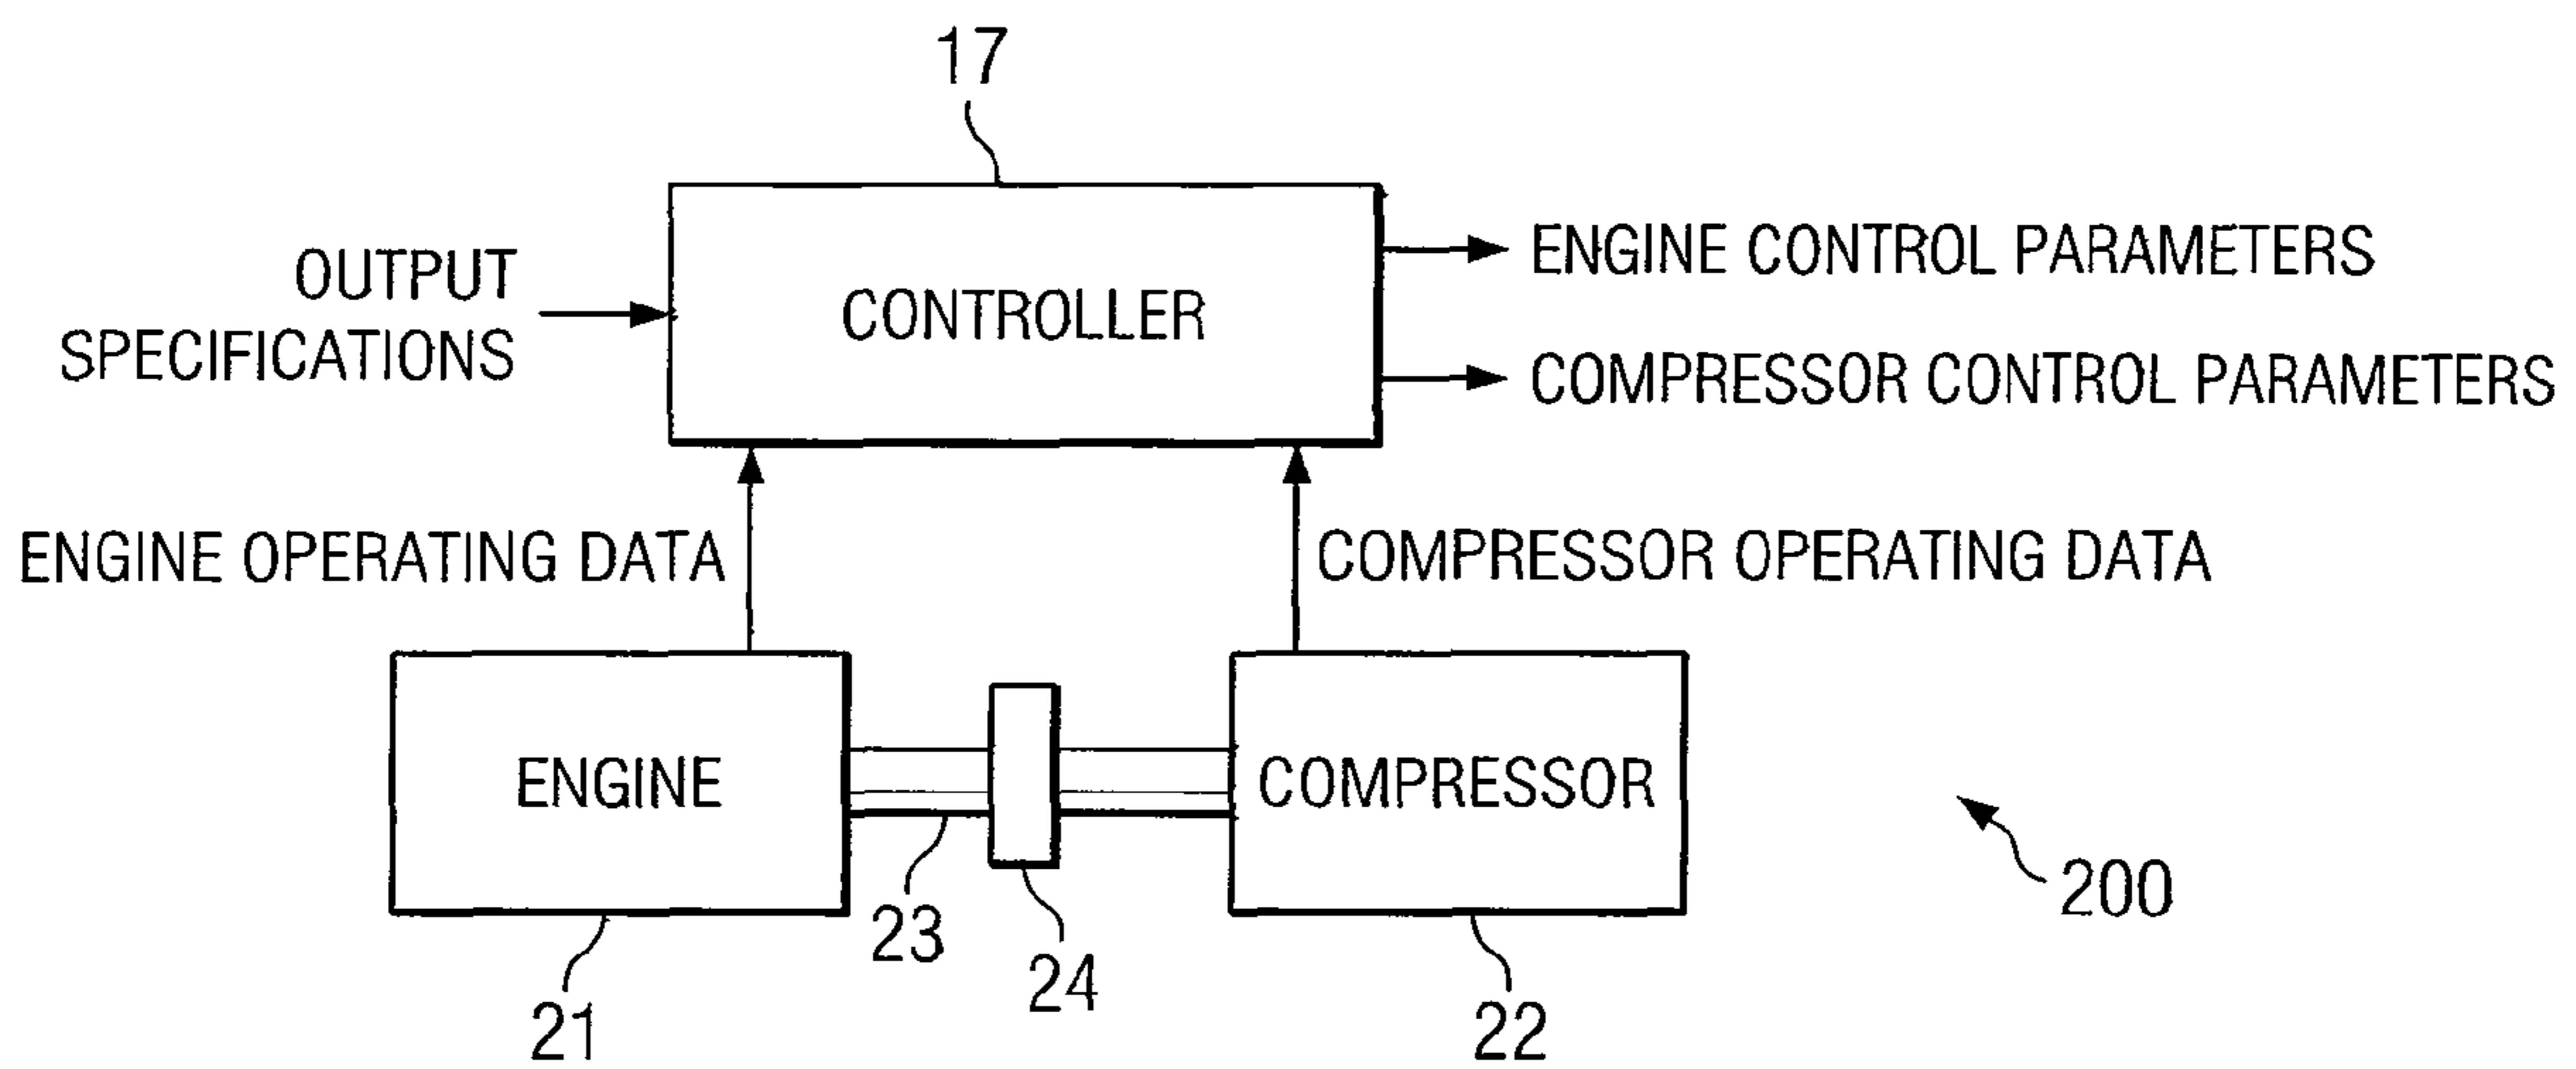 17
OUTPUT
SPECIFICATIONS
CONTROLLER
ENGINE CONTROL PARAMETERS
COMPRESSOR CONTROL PARAMETERS
ENGINE OPERATING DATA
COMPRESSOR OPERATING DATA
ENGINE
COMPRESSOR
200
23
24
21
22